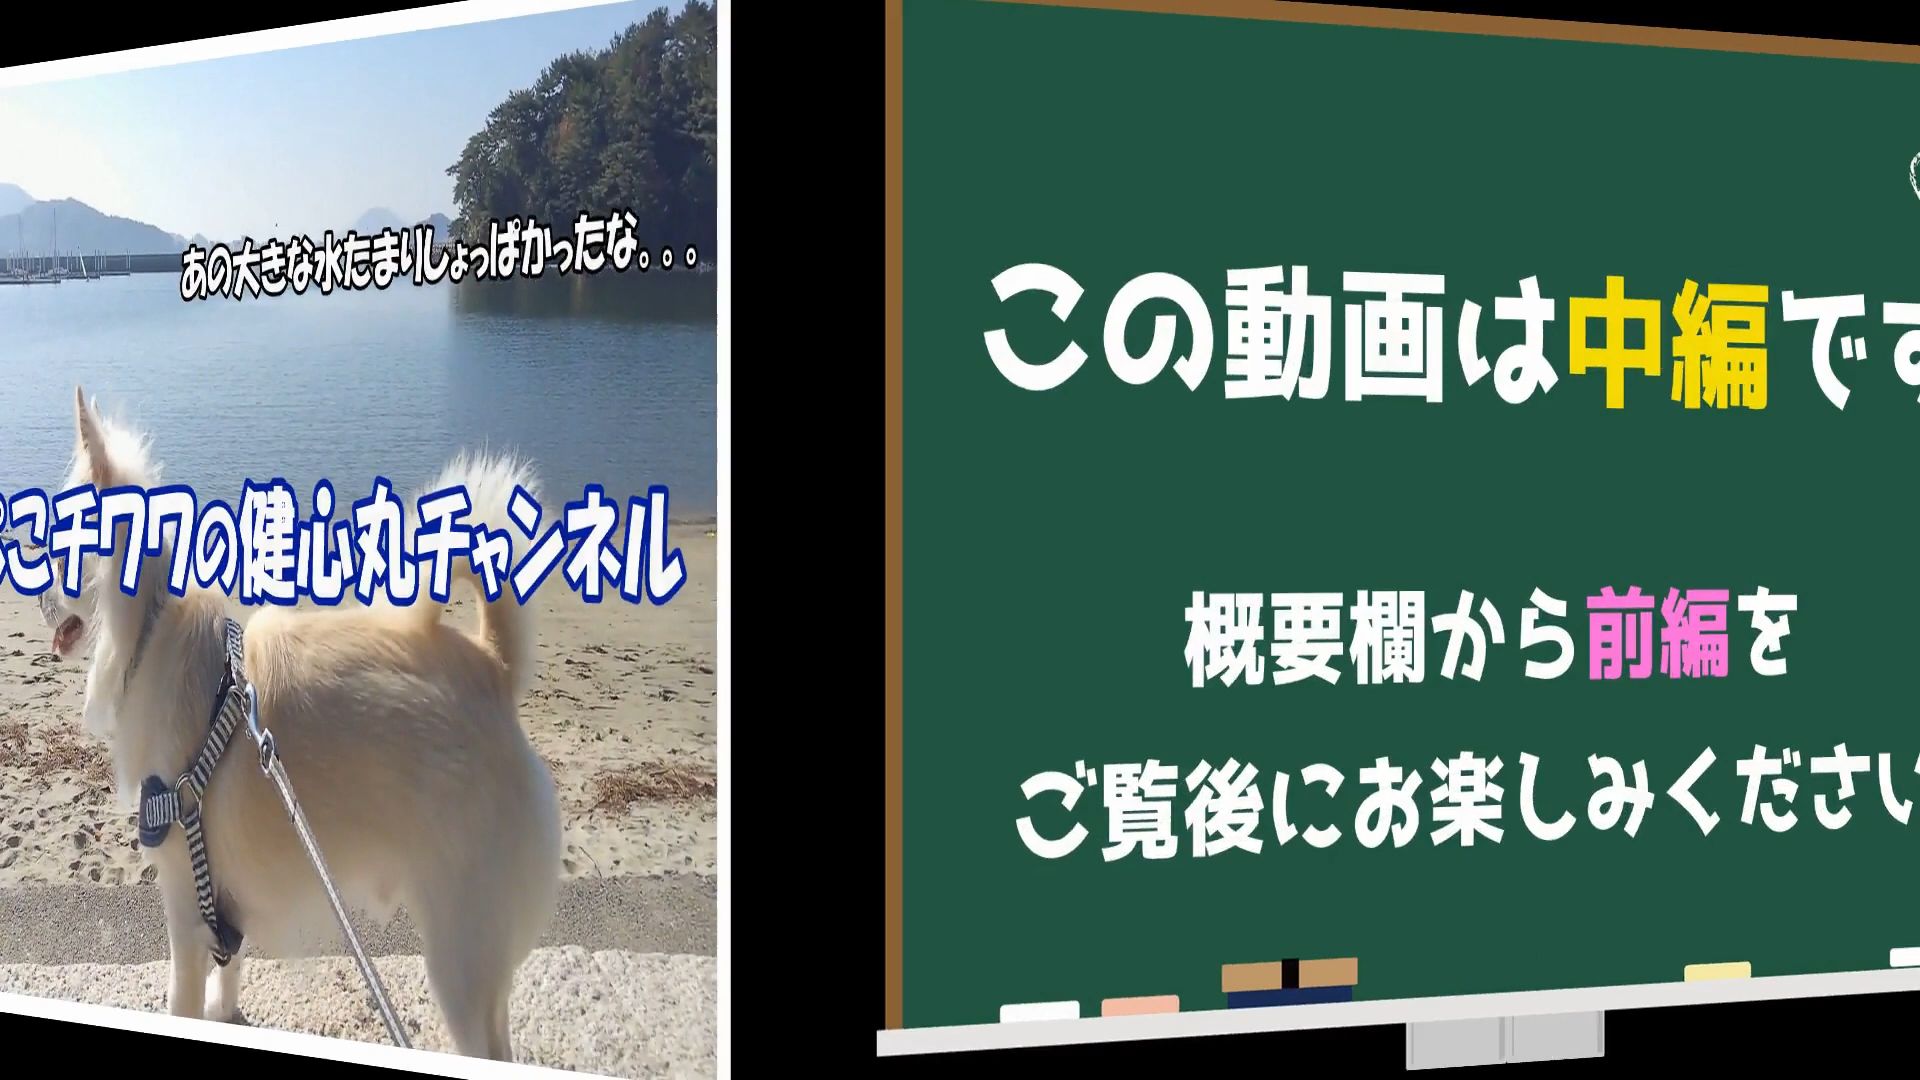 あの大きな水たまりしょっぱかったな。。。
こチワワの健心丸チャンネル
この動画は中編です
概要欄から前編を
ご覧後にお楽しみください